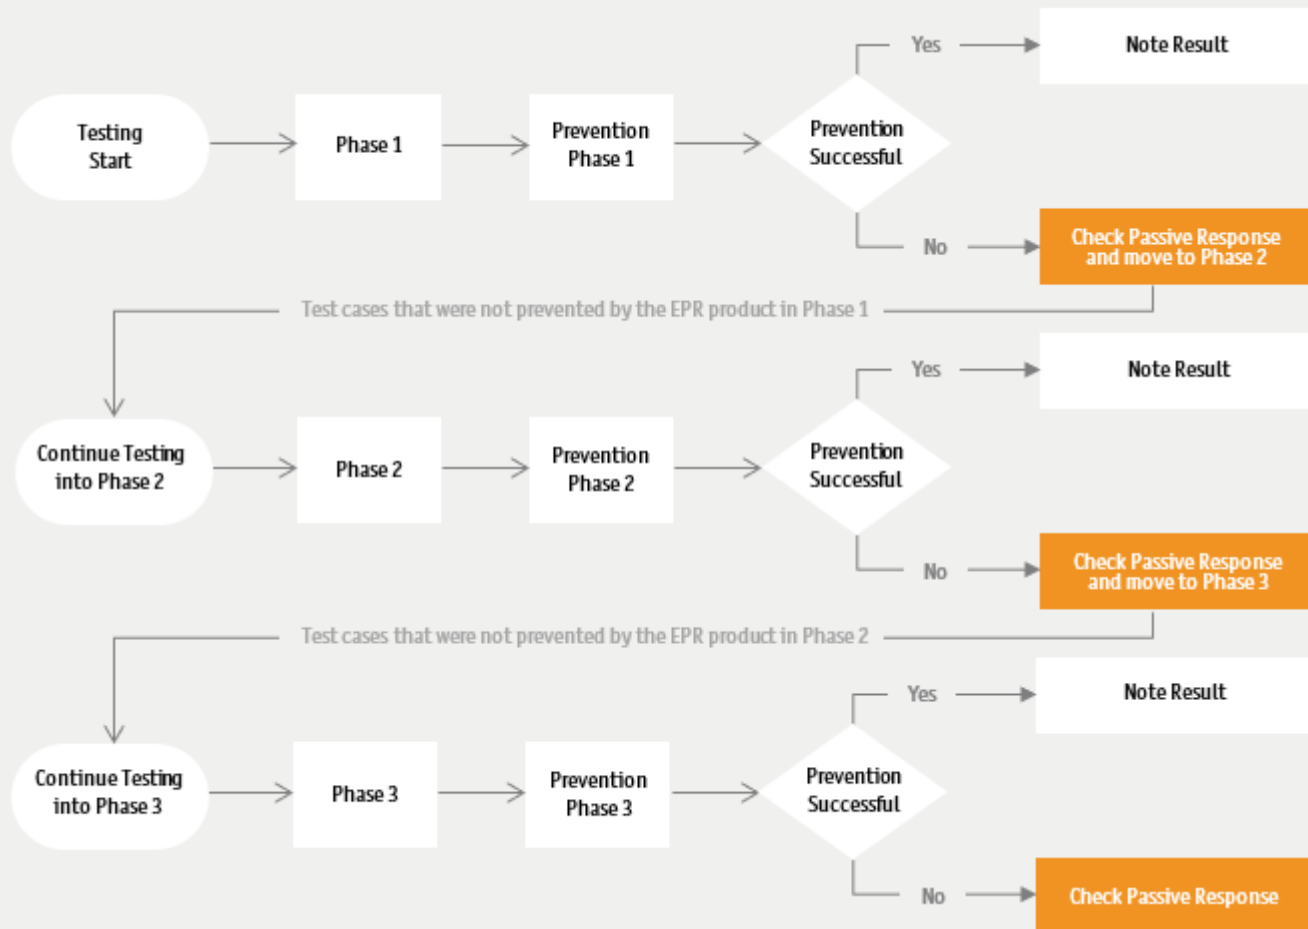 Yes
Note Result
Testing
Start
Phase 1
Prevention
Phase 1
Prevention
Successful
No
Check Passive Response
and move to Phase 2
Test cases that were not prevented by the EPR product in Phase 1
Yes
Note Result
Continue Testing
into Phase 2
Phase 2
Prevention
Phase 2
Prevention
Successful
No
Check Passive Response
and move to Phase 3
Test cases that were not prevented by the EPR product in Phase 2
Yes
Note Result
Continue Testing
into Phase 3
Phase 3
Prevention
Phase 3
Prevention
Successful
No
Check Passive Response